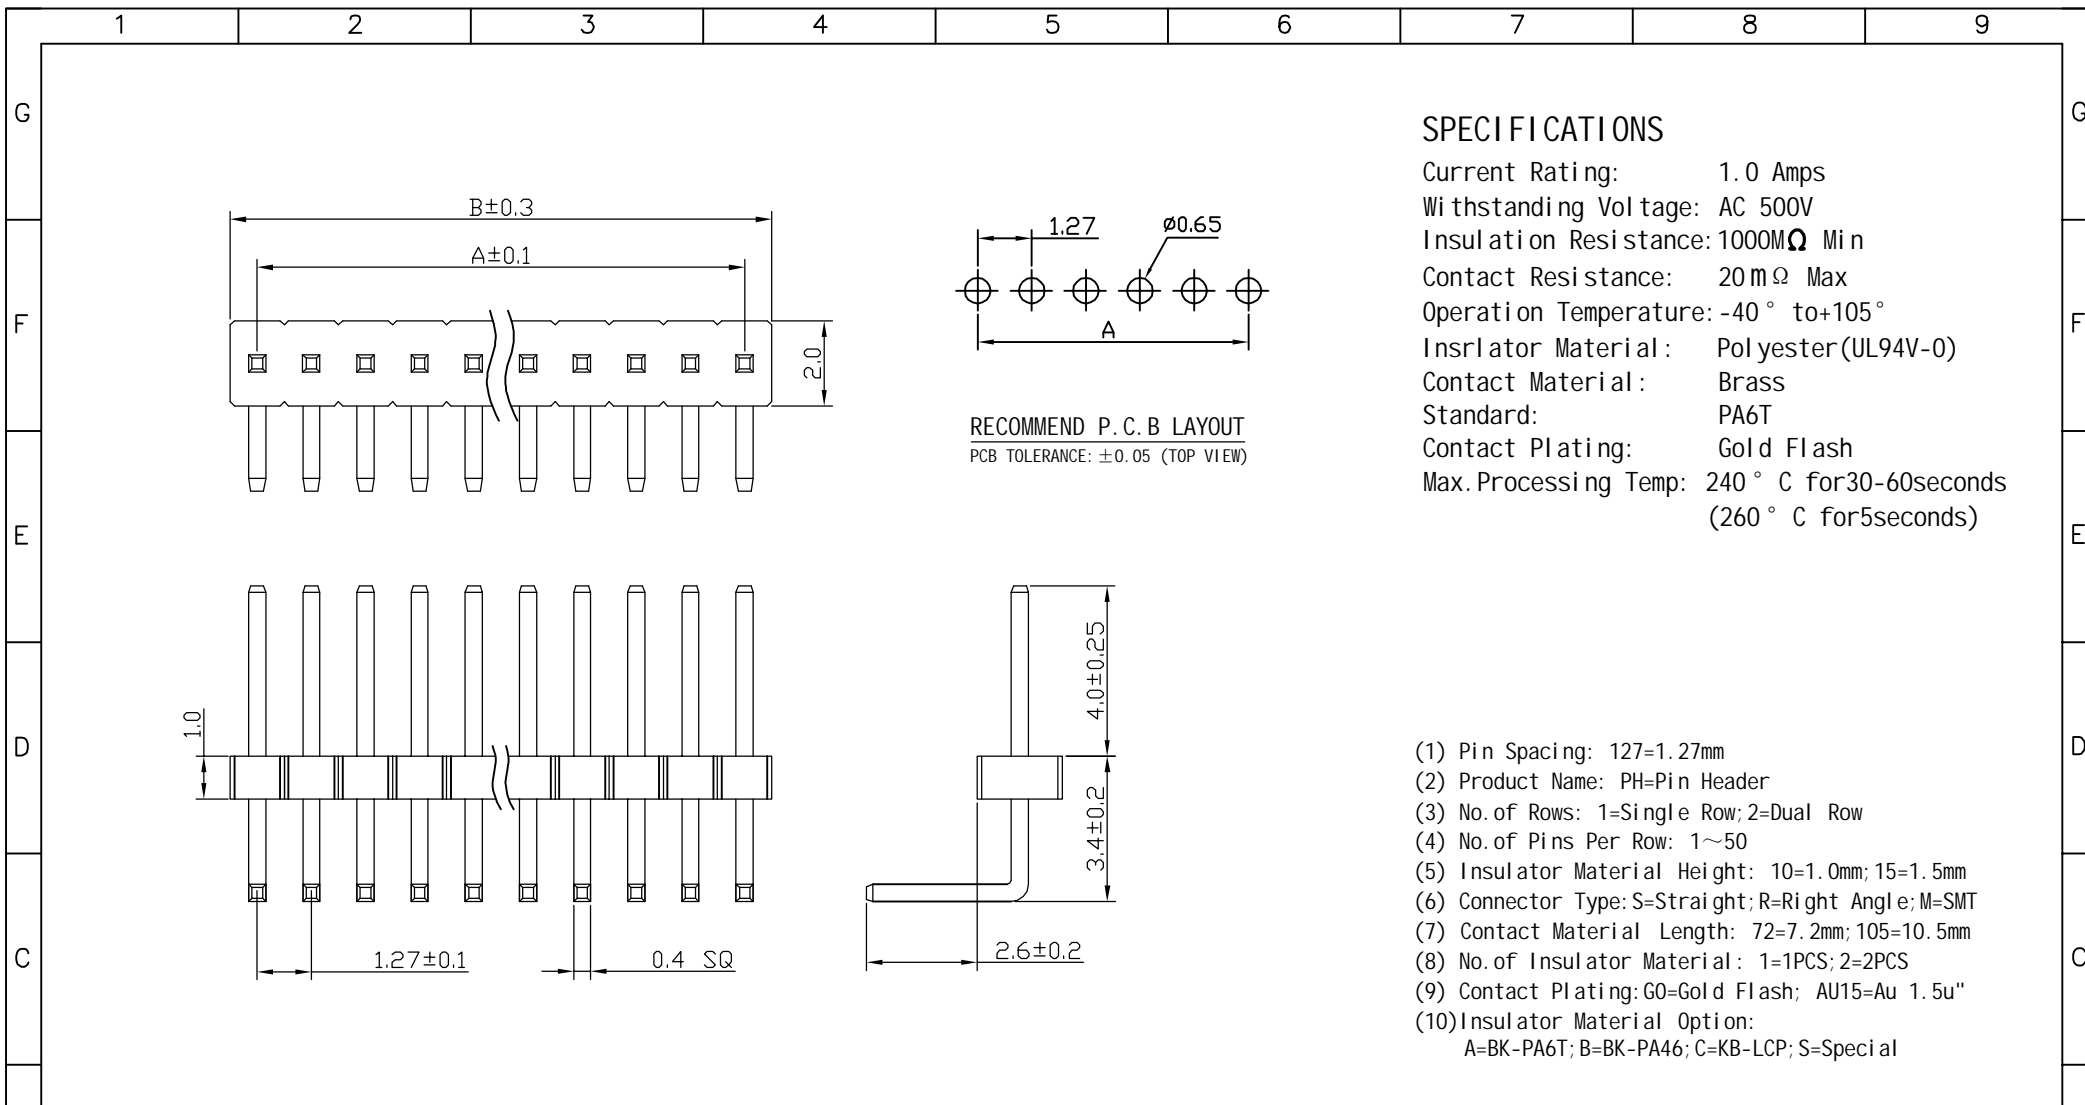 1 2 3 4 5 6 7 8 9
G G
SPECIFICATIONS
Current Rating: 1.0 Amps
Withstanding Voltage: AC 500V
Insulation Resistance: 1000MΩ Min
Contact Resistance: 20mΩ Max
Operation Temperature: -40° to+105°
Insrlator Material: Polyester(UL94V-0)
Contact Material: Brass
Standard: PA6T
Contact Plating: Gold Flash
Max.Processing Temp: 240° C for30-60seconds
(260° C for5seconds)
B±0.3
A±0.1
2.0
1.27
ø0.65
A
F F
RECOMMEND P.C.B LAYOUT
PCB TOLERANCE: ±0.05 (TOP VIEW)
E E
1.0
4.0±0.25
3.4±0.2
D D
1.27±0.1
0.4 SQ
2.6±0.2
C C
(1) Pin Spacing: 127=1.27mm
(2) Product Name: PH=Pin Header
(3) No.of Rows: 1=Single Row;2=Dual Row
(4) No.of Pins Per Row: 1~50
(5) Insulator Material Height: 10=1.0mm;15=1.5mm
(6) Connector Type:S=Straight;R=Right Angle;M=SMT
(7) Contact Material Length: 72=7.2mm;105=10.5mm
(8) No.of Insulator Material: 1=1PCS;2=2PCS
(9) Contact Plating:G0=Gold Flash; AU15=Au 1.5u"
(10)Insulator Material Option:
A=BK-PA6T;B=BK-PA46;C=KB-LCP;S=Special